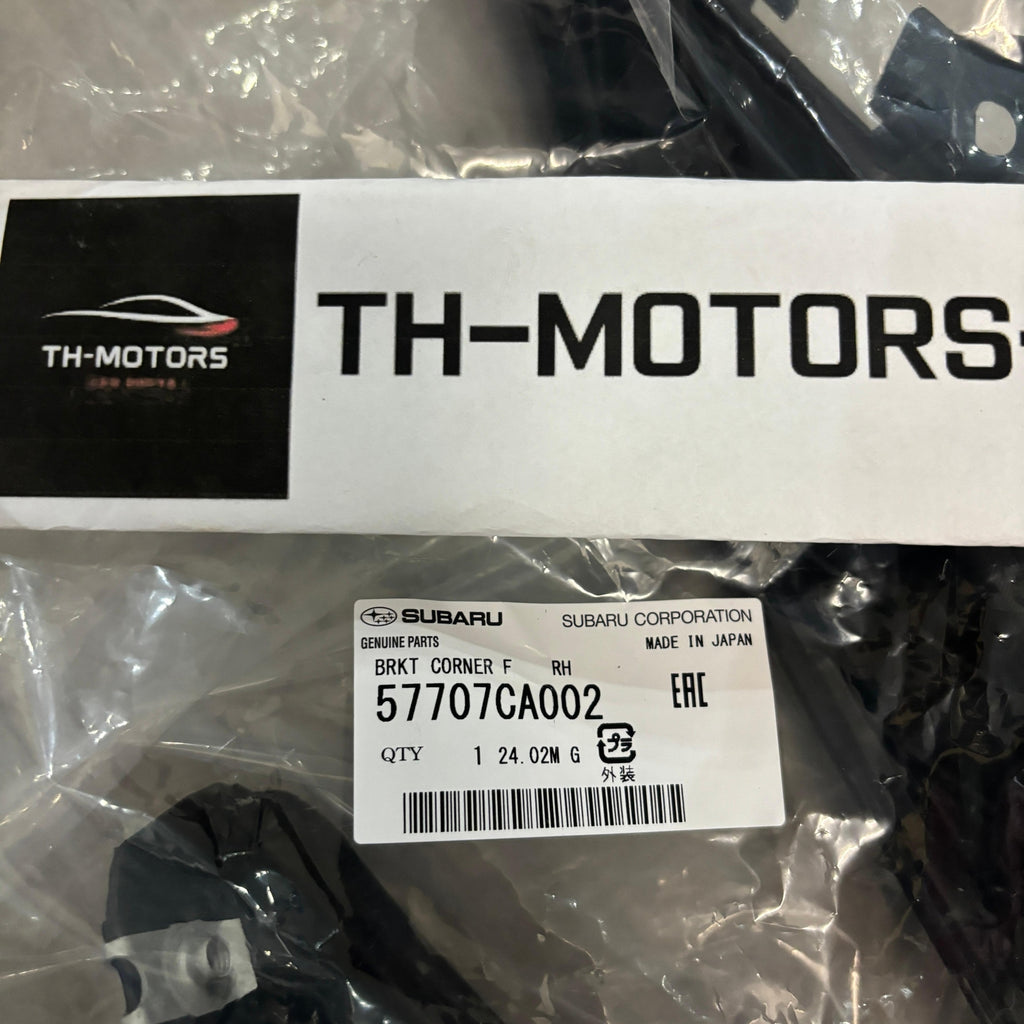 TH-MOTORS
TH-MOTORS-
SUBARU
SUBARU CORPORATION
GENUINE PARTS
MADE IN JAPAN
BRKT CORNER F RH
57707CA002
EAC
QTY 1 24.02M G
プラ
外装